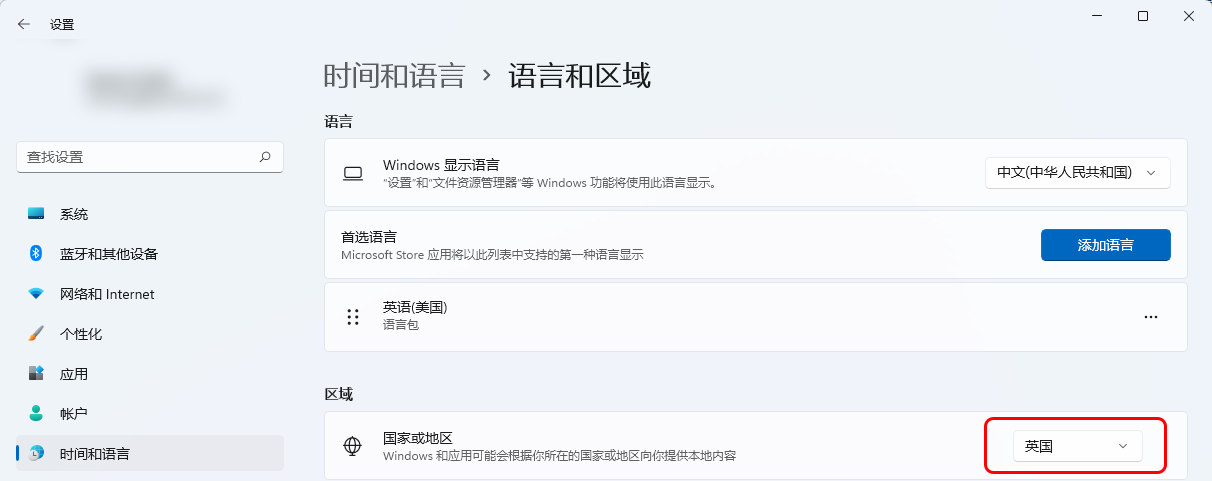 设置
时间和语言 › 语言和区域
查找设置
系统
蓝牙和其他设备
网络和 Internet
个性化
应用
帐户
时间和语言
语言
Windows 显示语言
"设置"和"文件资源管理器"等 Windows 功能将使用此语言显示。
中文(中华人民共和国)
首选语言
Microsoft Store 应用将以此列表中支持的第一种语言显示
添加语言
英语(美国)
语言包
区域
国家或地区
Windows 和应用可能会根据你所在的国家或地区向你提供本地内容
英国